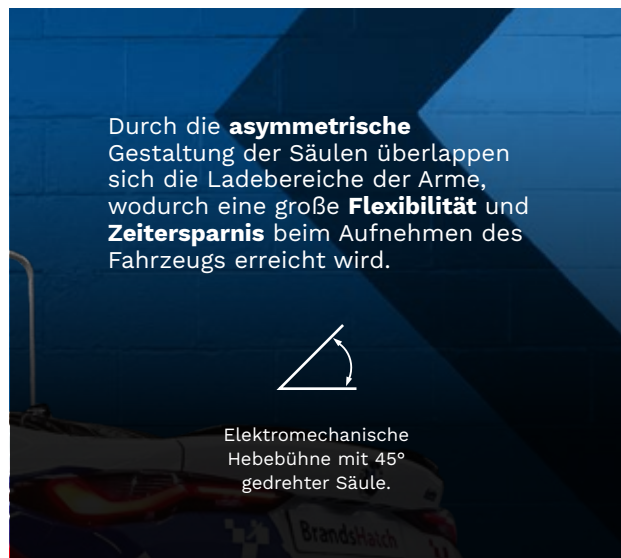 Durch die asymmetrische
Gestaltung der Säulen überlappen
sich die Ladebereiche der Arme,
wodurch eine große Flexibilität und
Zeitersparnis beim Aufnehmen des
Fahrzeugs erreicht wird.
Elektromechanische
Hebebühne mit 45°
gedrehter Säule.
BrandsHatch